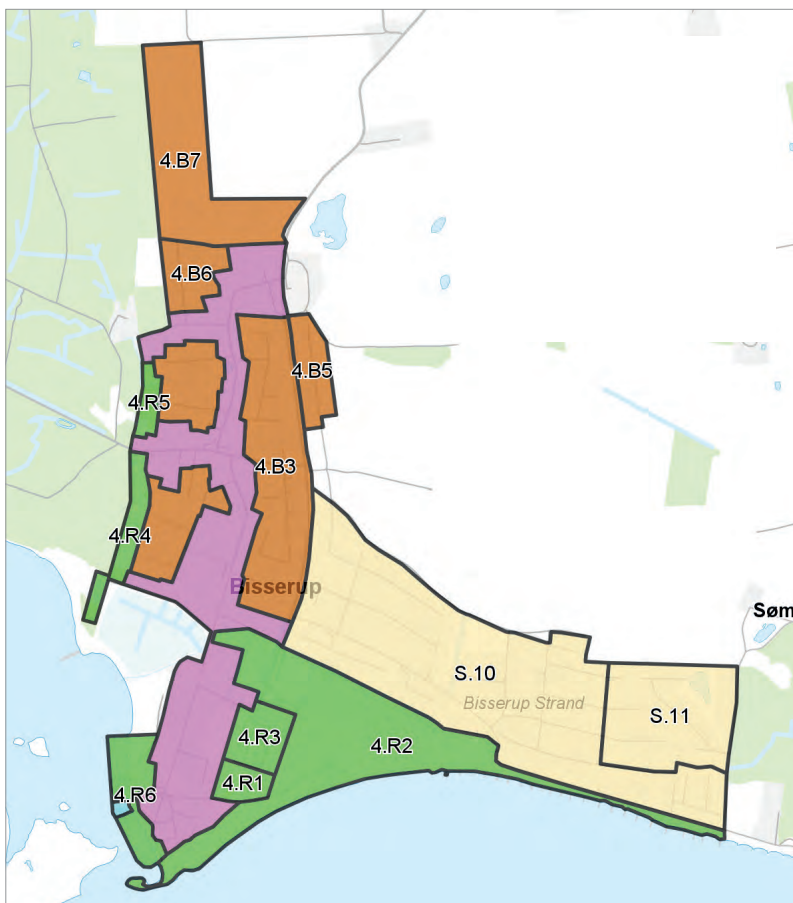 4.B7
4.B6
4.B5
4.R5
4.B3
4.R4
Bisserup
Søm
S.10
Bisserup Strand
S.11
4.R3
4.R2
4.R1
4.R6